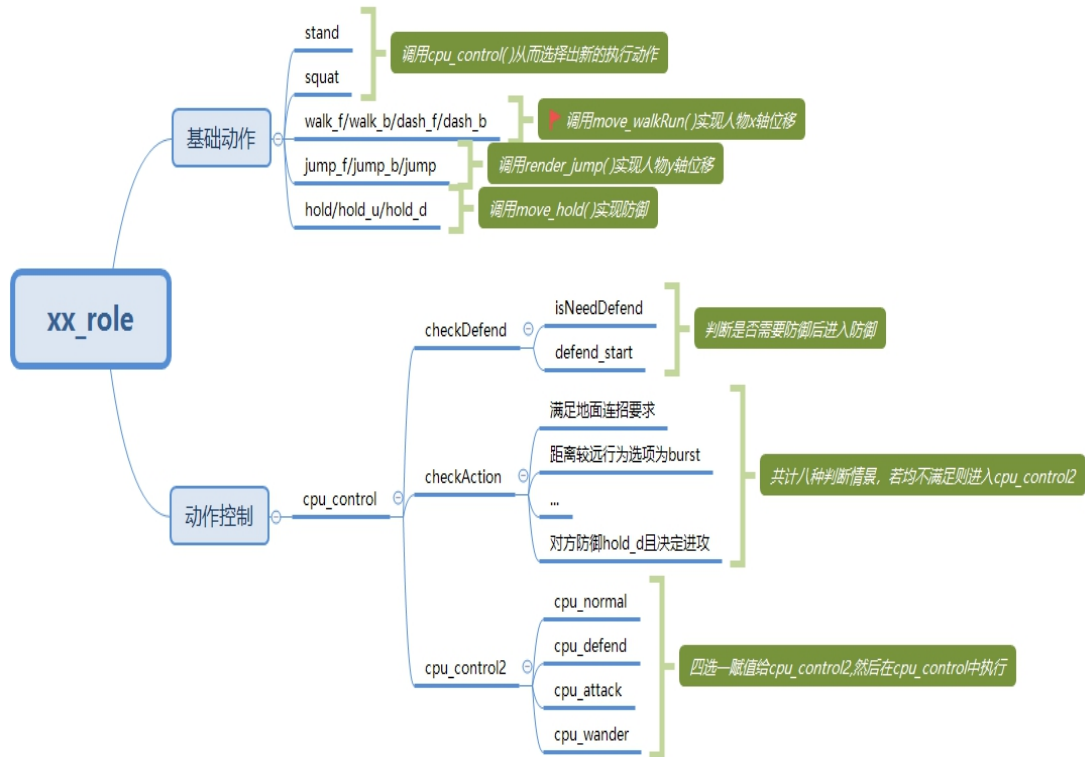 stand
squat
调用cpu_control( )从而选择出新的执行动作
walk_f/walk_b/dash_f/dash_b
调用move_walkRun( )实现人物x轴位移
基础动作
jump_f/jump_b/jump
调用render_jump( )实现人物y轴位移
hold/hold_u/hold_d
调用move_hold( )实现防御
xx_role
动作控制
cpu_control
checkDefend
isNeedDefend
defend_start
判断是否需要防御后进入防御
checkAction
满足地面连招要求
距离较远行为选项为burst
...
对方防御hold_d且决定进攻
共计八种判断情景，若均不满足则进入cpu_control2
cpu_control2
cpu_normal
cpu_defend
cpu_attack
cpu_wander
四选一赋值给cpu_control2,然后在cpu_control中执行